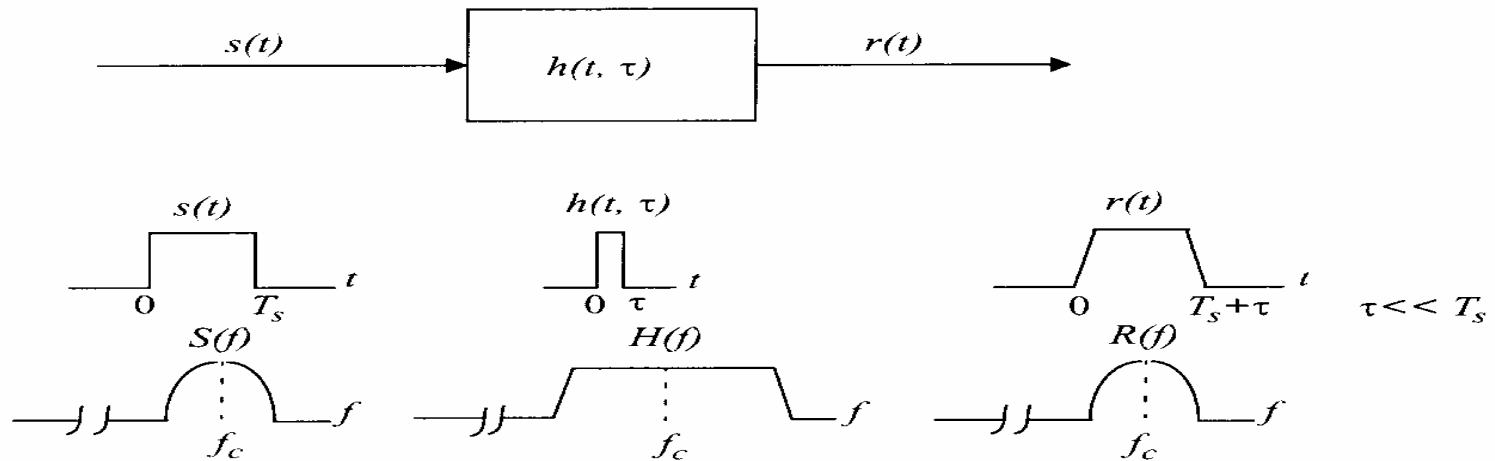 s(t) h(t, τ) r(t)
s(t) h(t, τ) r(t)
t t t
0 T_s 0 τ 0 T_s+τ τ<< T_s
S(f) H(f) R(f)
f f f
f_c f_c f_c